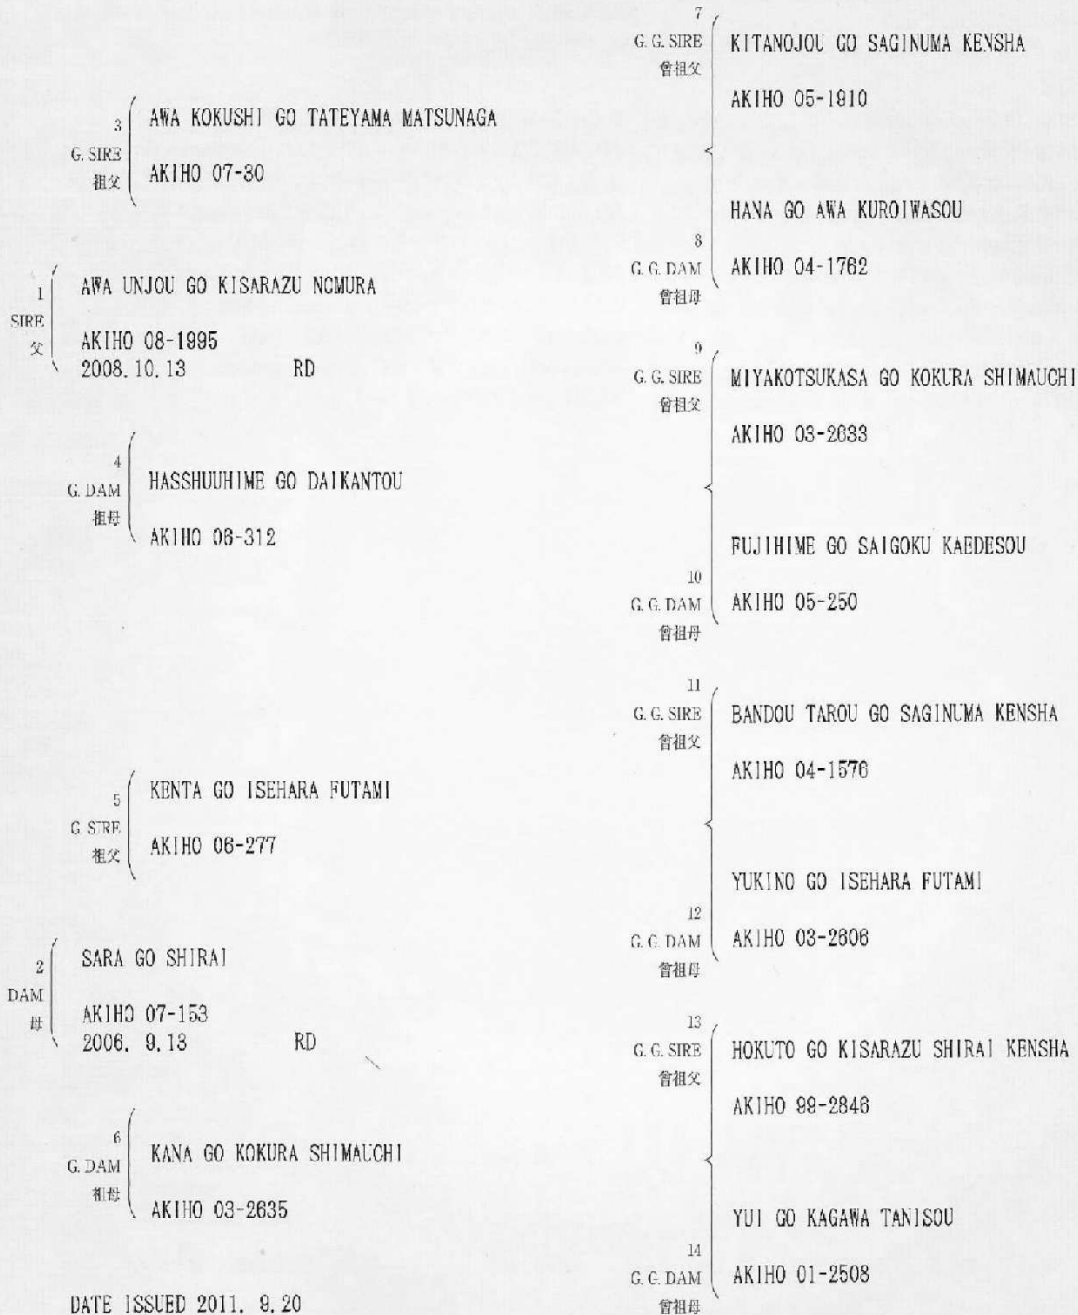 1
SIRE
父
AWA UNJOU GO KISARAZU NOMURA
AKIHO 08-1995
2008.10.13 RD
2
DAM
母
SARA GO SHIRAI
AKIHO 07-153
2006. 9.13 RD
3
G. SIRE
祖父
AWA KOKUSHI GO TATEYAMA MATSUNAGA
AKIHO 07-30
4
G. DAM
祖母
HASSHUUHIME GO DAIKANTOU
AKIHO 06-312
5
G. SIRE
祖父
KENTA GO ISEHARA FUTAMI
AKIHO 06-277
6
G. DAM
祖母
KANA GO KOKURA SHIMAUCHI
AKIHO 03-2635
7
G. G. SIRE
曾祖父
KITANOJOU GO SAGINUMA KENSHA
AKIHO 05-1910
8
G. G. DAM
曾祖母
HANA GO AWA KUROIWASOU
AKIHO 04-1762
9
G. G. SIRE
曾祖父
MIYAKOTSUKASA GO KOKURA SHIMAUCHI
AKIHO 03-2633
10
G. G. DAM
曾祖母
FUJIHIME GO SAIGOKU KAEDESOU
AKIHO 05-250
11
G. G. SIRE
曾祖父
BANDOU TAROU GO SAGINUMA KENSHA
AKIHO 04-1576
12
G. G. DAM
曾祖母
YUKINO GO ISEHARA FUTAMI
AKIHO 03-2606
13
G. G. SIRE
曾祖父
HOKUTO GO KISARAZU SHIRAI KENSHA
AKIHO 99-2846
14
G. G. DAM
曾祖母
YUI GO KAGAWA TANISOU
AKIHO 01-2508
DATE ISSUED 2011. 9.20